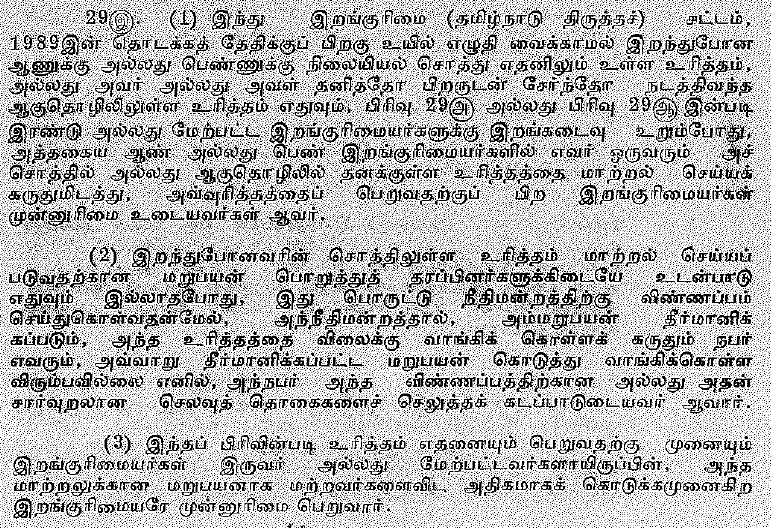 29இ. (1) இந்து இறங்குரிமை (தமிழ்நாடு திருத்தச்) சட்டம்,
1989இன் தொடக்கத் தேதிக்குப் பிறகு உயில் எழுதி வைக்காமல் இறந்துபோன
ஆணுக்கு அல்லது பெண்ணுக்கு நிலையியல் சொத்து எதனிலும் உள்ள உரித்தம்,
அல்லது அவர் அல்லது அவள் தனித்தோ பிறருடன் சேர்ந்தோ நடத்திவந்த
ஆகுதொழிலிலுள்ள உரித்தம் எதுவும், பிரிவு 29அ அல்லது பிரிவு 29ஆ இன்படி
இரண்டு அல்லது மேற்பட்ட இறங்குரிமையர்களுக்கு இறங்கடைவு உறும்போது,
அத்தகைய ஆண் அல்லது பெண் இறங்குரிமையர்களில் எவர் ஒருவரும் அச்
சொத்தில் அல்லது ஆகுதொழிலில் தனக்குள்ள உரித்தத்தை மாற்றல் செய்யக்
கருதுமிடத்து, அவ்வுரித்தத்தைப் பெறுவதற்குப் பிற இறங்குரிமையர்கள்
முன்னுரிமை உடையவர்கள் ஆவர்.
(2) இறந்துபோனவரின் சொத்திலுள்ள உரித்தம் மாற்றல் செய்யப்
படுவதற்கான மறுபயன் பொறுத்துத் தரப்பினர்களுக்கிடையே உடன்பாடு
எதுவும் இல்லாதபோது, இது பொருட்டு நீதிமன்றத்திற்கு விண்ணப்பம்
செய்துகொள்வதன்மேல், அந்நீதிமன்றத்தால், அம்மறுபயன் தீர்மானிக்
கப்படும், அந்த உரித்தத்தை விலைக்கு வாங்கிக் கொள்ளக் கருதும் நபர்
எவரும், அவ்வாறு தீர்மானிக்கப்பட்ட மறுபயன் கொடுத்து வாங்கிக்கொள்ள
விரும்பவில்லை எனில், அந்நபர் அந்த விண்ணப்பத்திற்கான அல்லது அதன்
சார்வுறலான செலவுத் தொகைகளைச் செலுத்தக் கடப்பாடுடையவர் ஆவார்.
(3) இந்தப் பிரிவின்படி உரித்தம் எதனையும் பெறுவதற்கு முனையும்
இறங்குரிமையர்கள் இருவர் அல்லது மேற்பட்டவர்களாயிருப்பின், அந்த
மாற்றலுக்கான மறுபயனாக மற்றவர்களைவிட அதிகமாகக் கொடுக்கமுனைகிற
இறங்குரிமையரே முன்னுரிமை பெறுவார்.